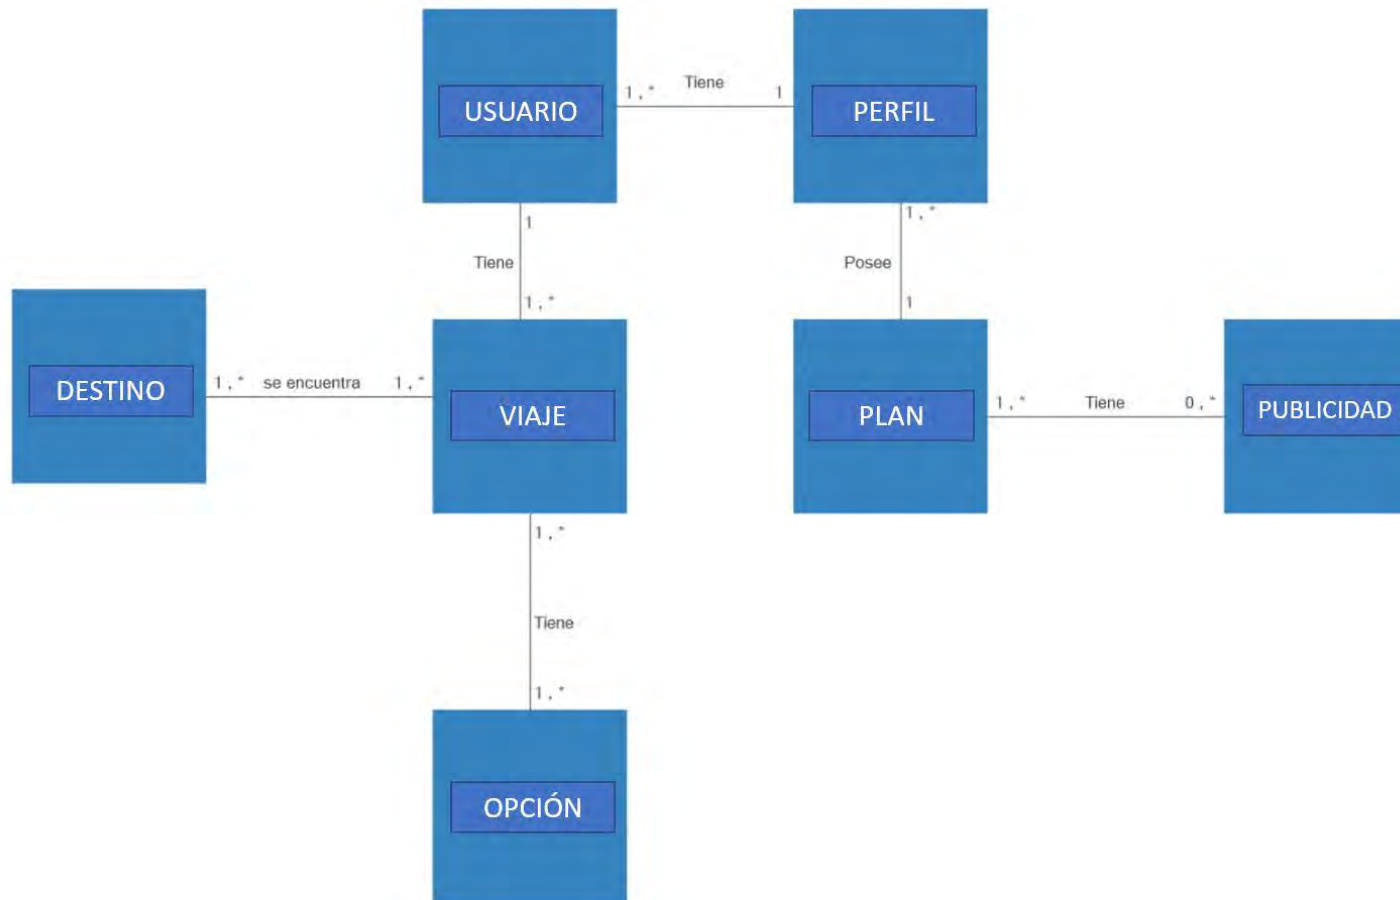 USUARIO
1 , *
Tiene
1
PERFIL
1
Tiene
1 , *
1 , *
Posee
1
DESTINO
1 , *
se encuentra
1 , *
VIAJE
PLAN
1 , *
Tiene
0 , *
PUBLICIDAD
1 , *
Tiene
1 , *
OPCIÓN